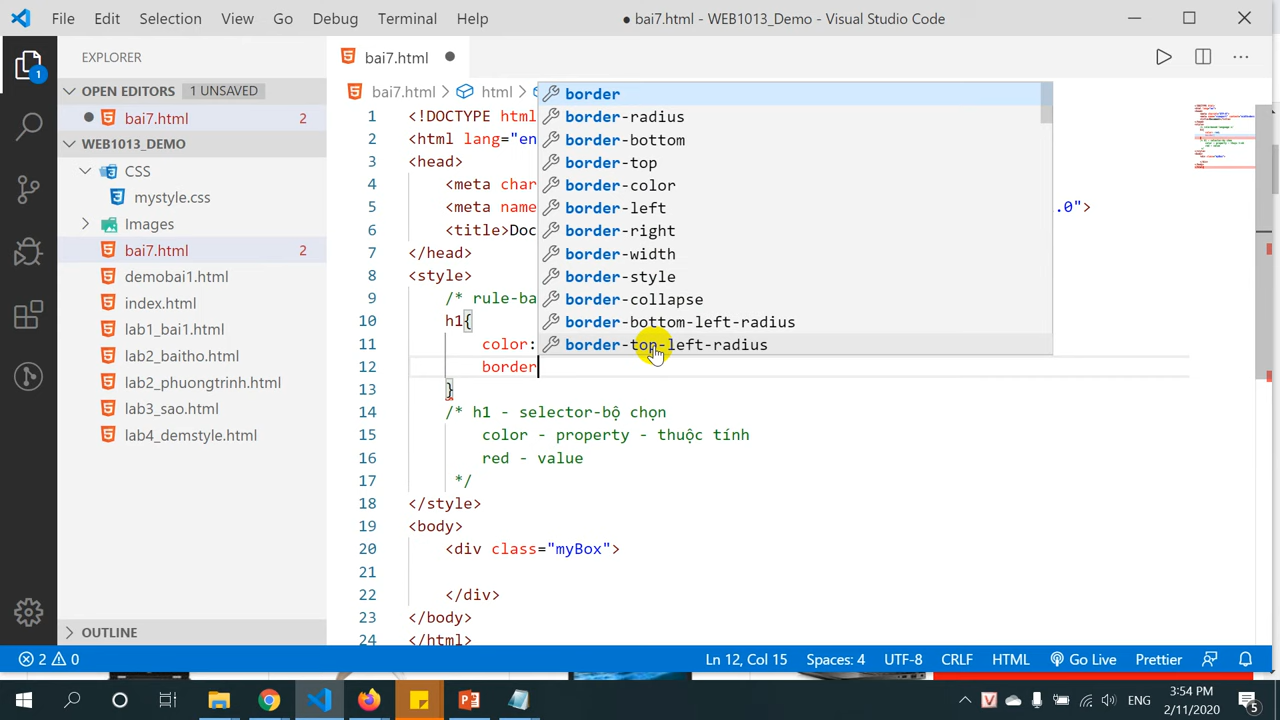 File Edit Selection View Go Debug Terminal Help
● bai7.html - WEB1013_Demo - Visual Studio Code
EXPLORER
OPEN EDITORS 1 UNSAVED
bai7.html 2
WEB1013_DEMO
CSS
mystyle.css
Images
bai7.html 2
demobai1.html
index.html
lab1_bai1.html
lab2_baitho.html
lab2_phuongtrinh.html
lab3_sao.html
lab4_demstyle.html
OUTLINE
1
bai7.html
bai7.html > html >
1 <!DOCTYPE html
2 <html lang="en
3 <head>
4 <meta char
5 <meta name .0">
6 <title>Doc
7 </head>
8 <style>
9 /* rule-ba
10 h1{
11 color:
12 border
13 }
14 /* h1 - selector-bộ chọn
15 color - property - thuộc tính
16 red - value
17 */
18 </style>
19 <body>
20 <div class="myBox">
21
22 </div>
23 </body>
24 </html>
border
border-radius
border-bottom
border-top
border-color
border-left
border-right
border-width
border-style
border-collapse
border-bottom-left-radius
border-top-left-radius
2 0
Ln 12, Col 15 Spaces: 4 UTF-8 CRLF HTML Go Live Prettier
ENG
3:54 PM
2/11/2020
5